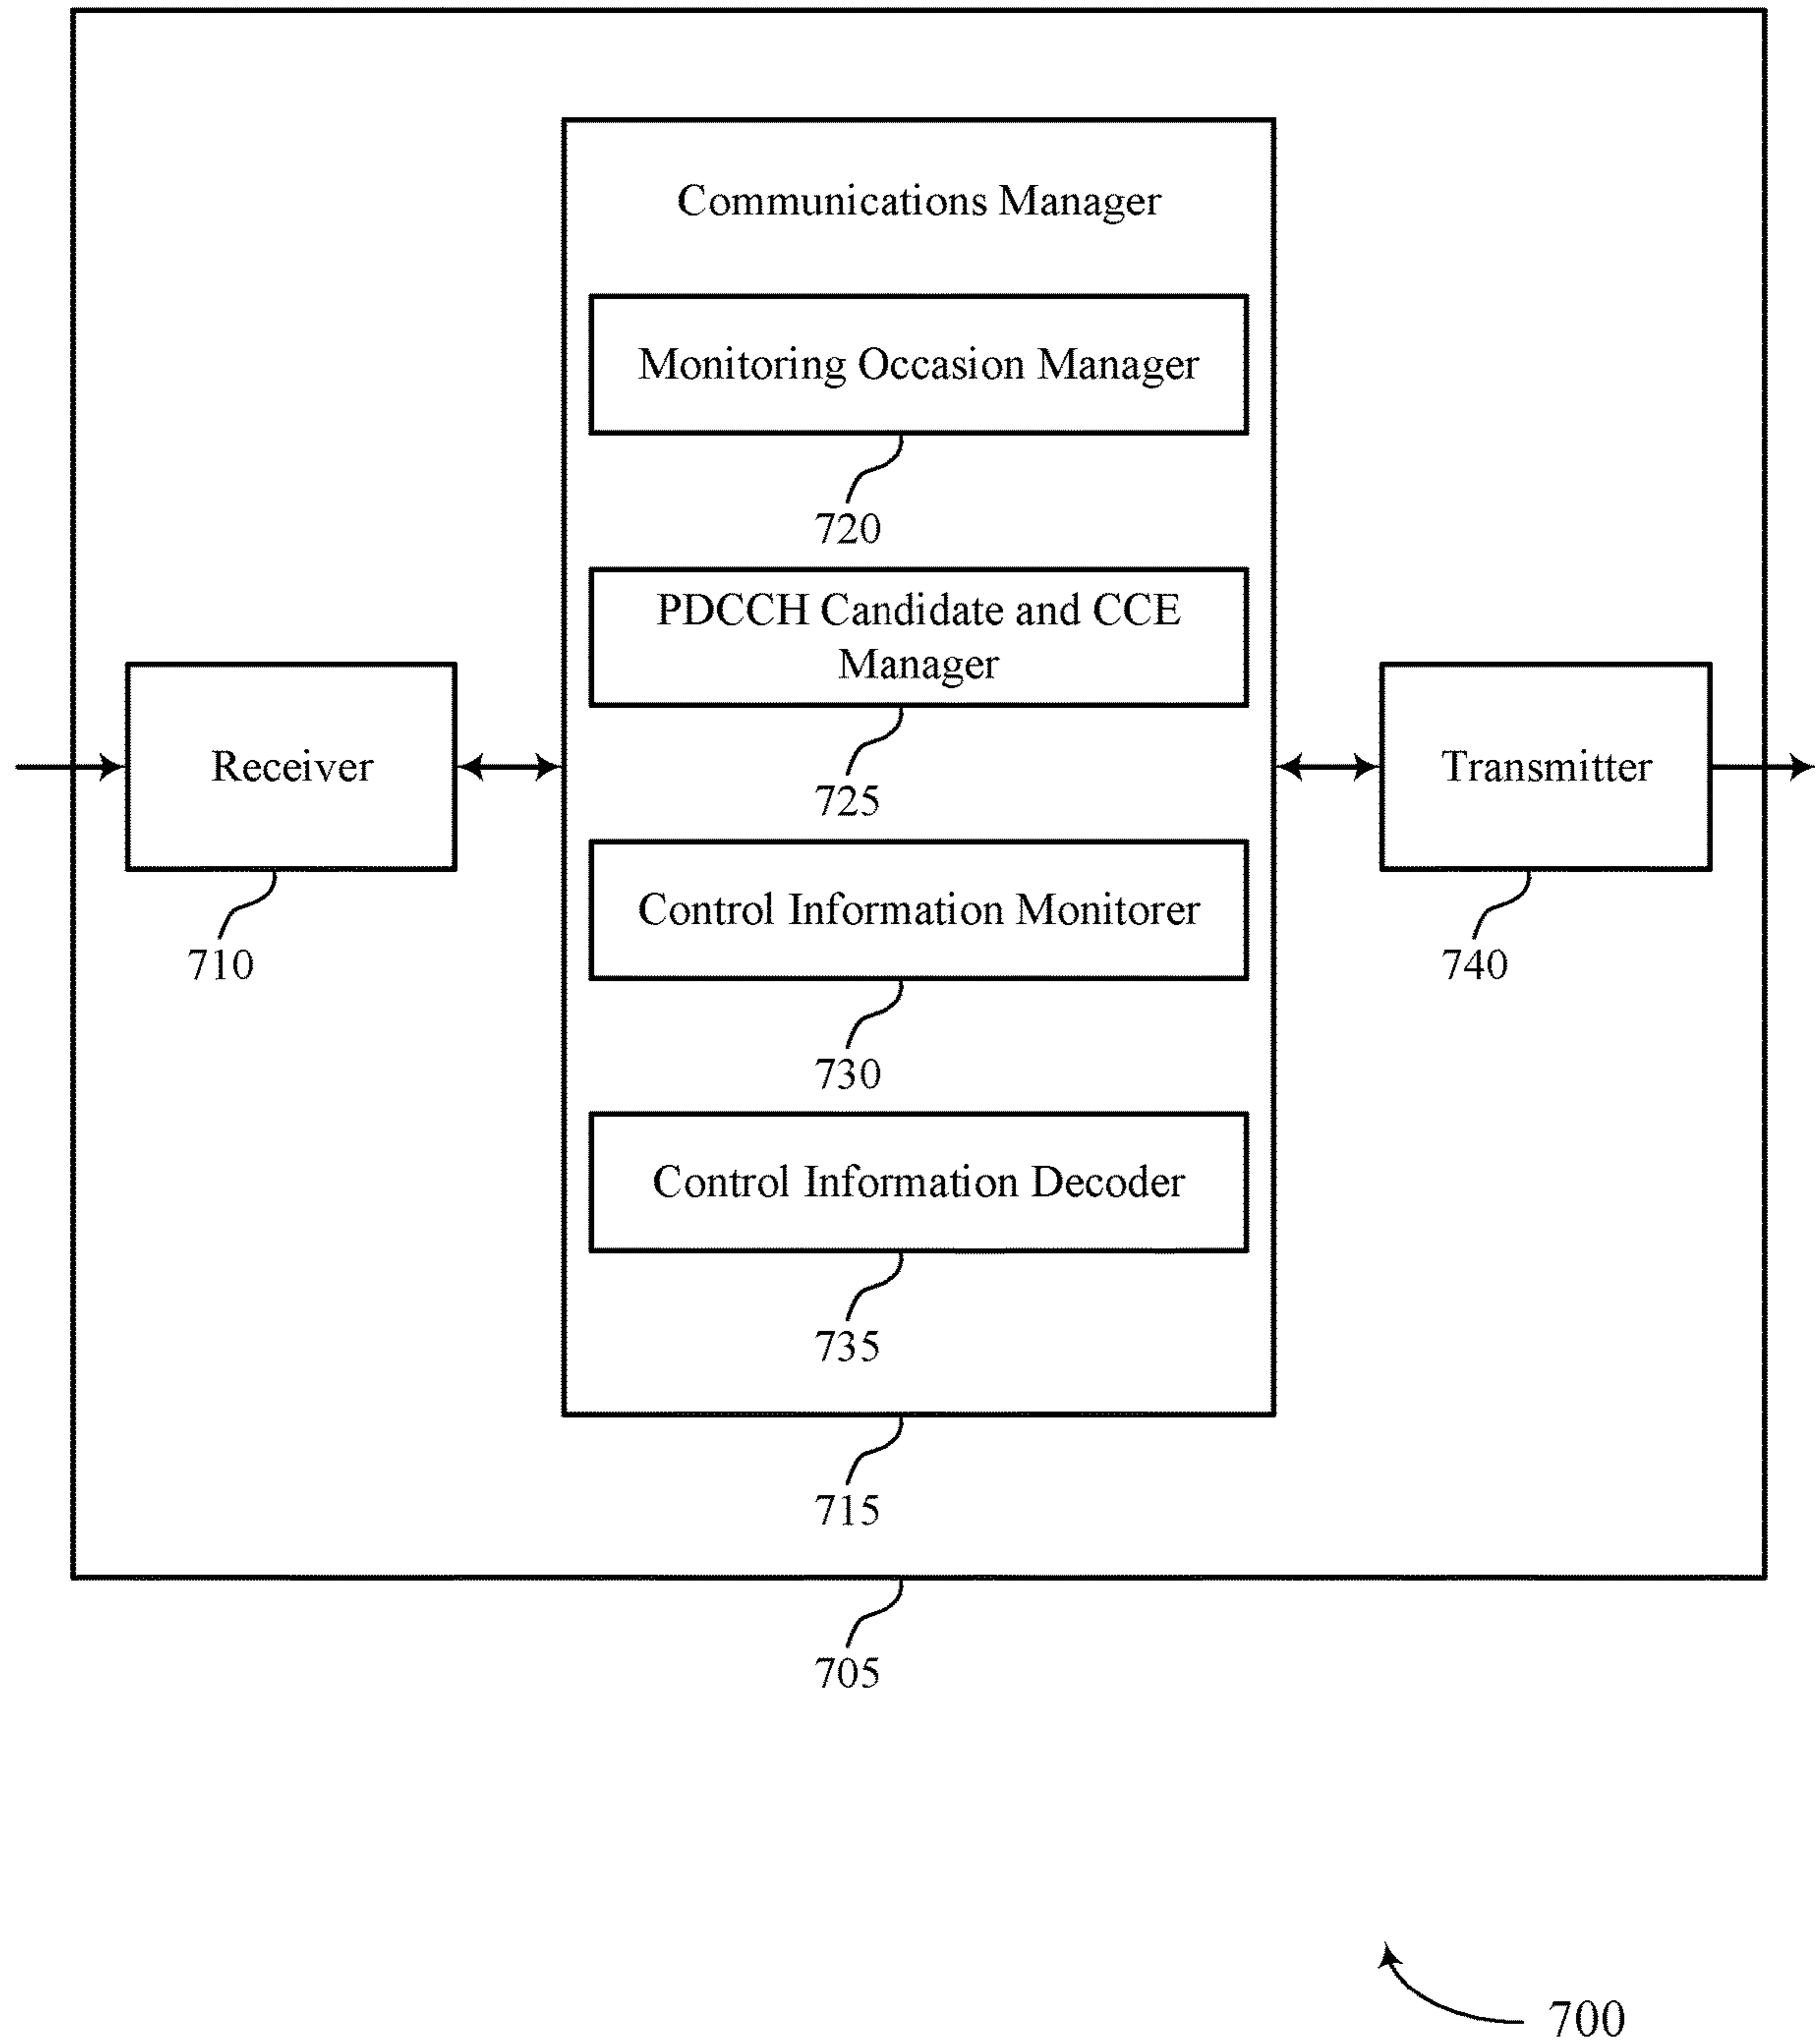 Communications Manager
Monitoring Occasion Manager
720
PDCCH Candidate and CCE
Manager
725
Receiver
710
Transmitter
740
Control Information Monitorer
730
Control Information Decoder
735
715
705
700